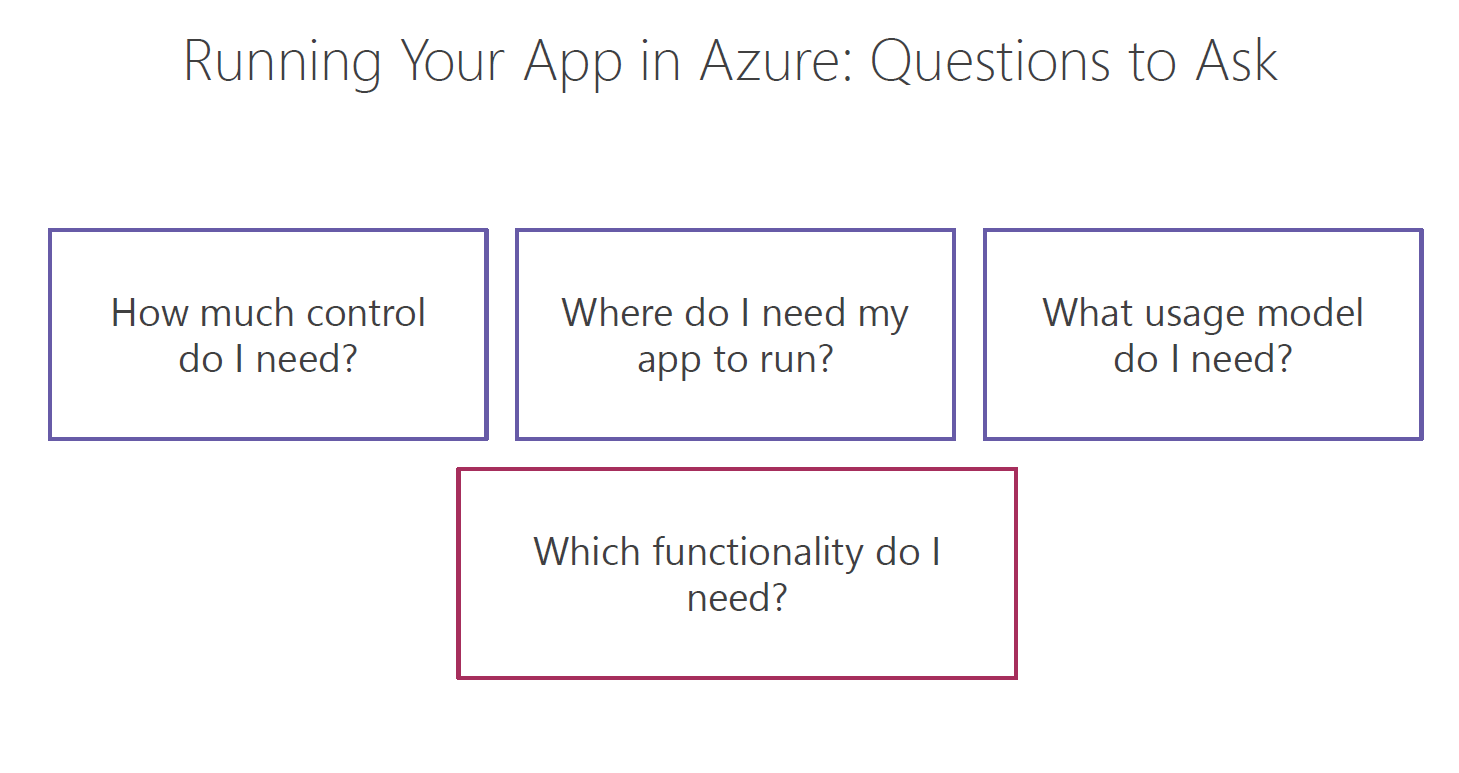 Running Your App in Azure: Questions to Ask
How much control
do I need?
Where do I need my
app to run?
What usage model
do I need?
Which functionality do I
need?